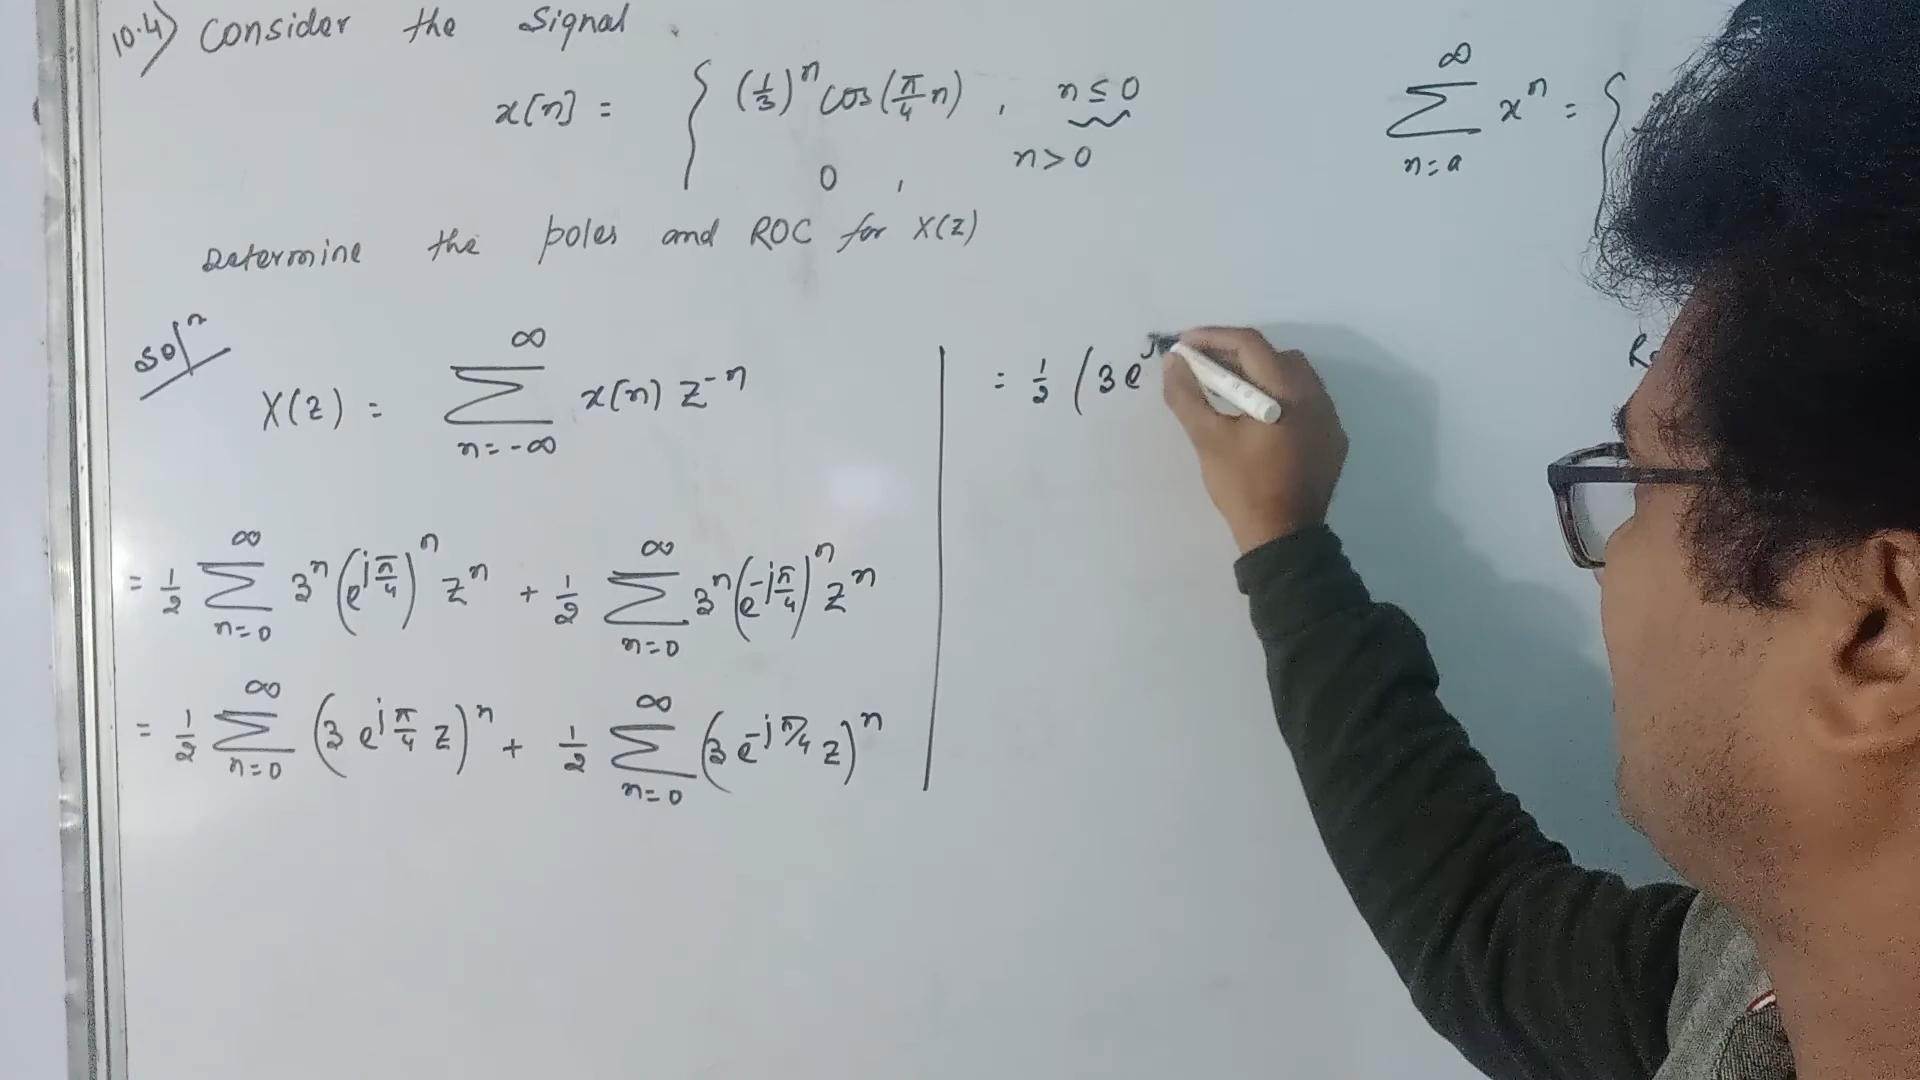 10.4) Consider the signal
x[n] = { (1/3)^n cos(π/4 n) , n ≤ 0
0 , n > 0
∑_{n=a}^{∞} x^n = {
Determine the poles and ROC for X(z)
Sol^n
X(z) = ∑_{n=-∞}^{∞} x[n] z^{-n}
= 1/2 ∑_{n=0}^{∞} 3^n (e^{jπ/4})^n z^n + 1/2 ∑_{n=0}^{∞} 3^n (e^{-jπ/4})^n z^n
= 1/2 ∑_{n=0}^{∞} (3 e^{jπ/4} z)^n + 1/2 ∑_{n=0}^{∞} (3 e^{-jπ/4} z)^n
= 1/2 (3 e^j